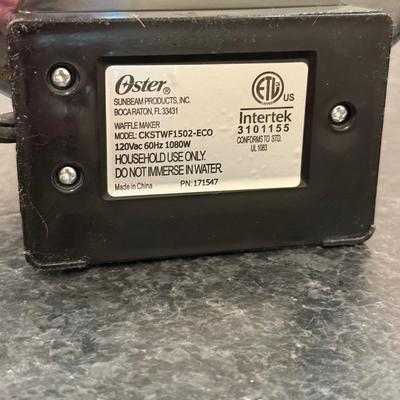 Oster®
SUNBEAM PRODUCTS, INC.
BOCA RATON, FL 33431
WAFFLE MAKER
MODEL: CKSTWF1502-ECO
120Vac 60Hz 1080W
HOUSEHOLD USE ONLY.
DO NOT IMMERSE IN WATER.
Made in China PN: 171547
ETL US
Intertek
3101155
CONFORMS TO STD.
UL 1083